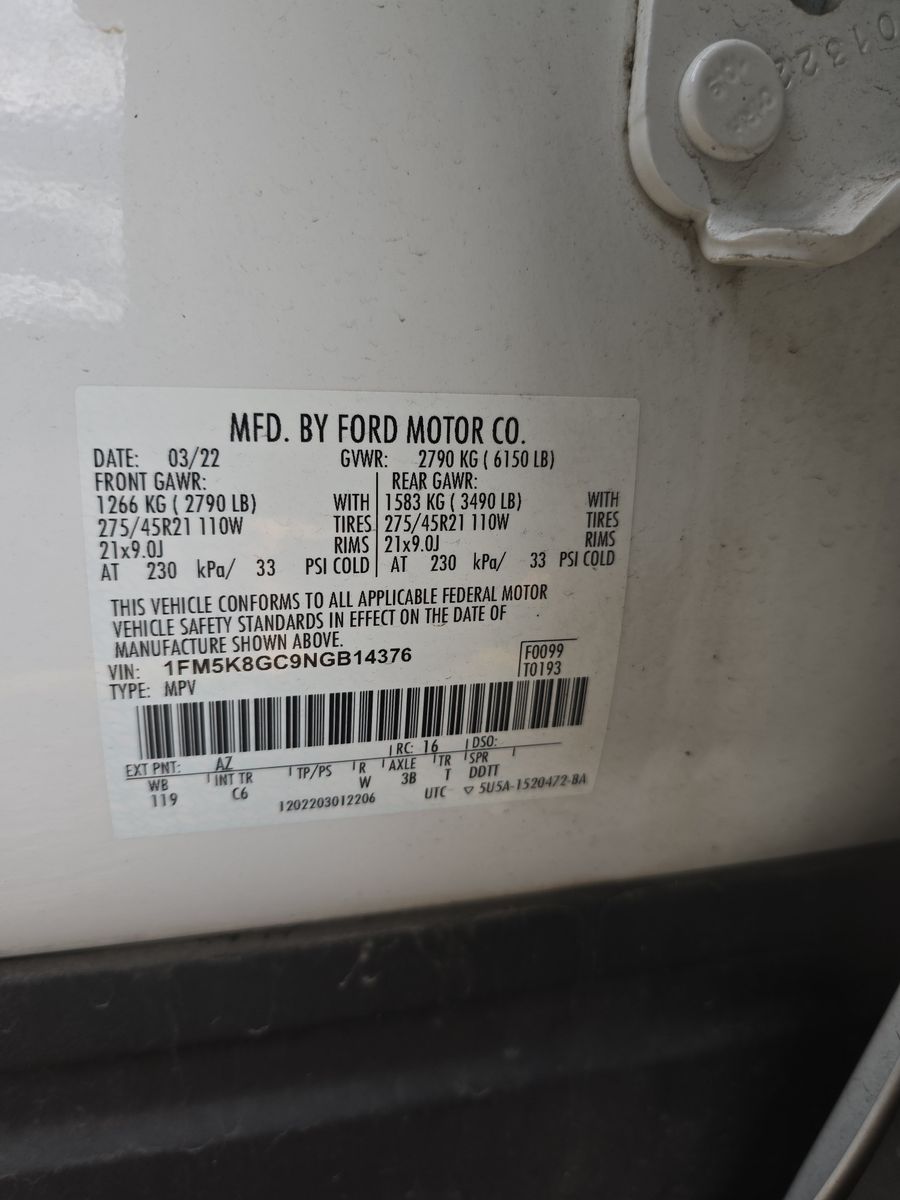 MFD. BY FORD MOTOR CO.
DATE: 03/22 GVWR: 2790 KG ( 6150 LB)
FRONT GAWR: REAR GAWR:
1266 KG ( 2790 LB) WITH 1583 KG ( 3490 LB) WITH
275/45R21 110W TIRES 275/45R21 110W TIRES
21x9.0J RIMS 21x9.0J RIMS
AT 230 kPa/ 33 PSI COLD AT 230 kPa/ 33 PSI COLD
THIS VEHICLE CONFORMS TO ALL APPLICABLE FEDERAL MOTOR
VEHICLE SAFETY STANDARDS IN EFFECT ON THE DATE OF
MANUFACTURE SHOWN ABOVE.
VIN: 1FM5K8GC9NGB14376 F0099
TYPE: MPV T0193
EXT PNT: AZ RC: 16 DSO:
WB INT TR TP/PS R AXLE TR SPR
119 C6 W 3B T DDTT
1202203012206 UTC ▽ 5U5A-1520472-BA